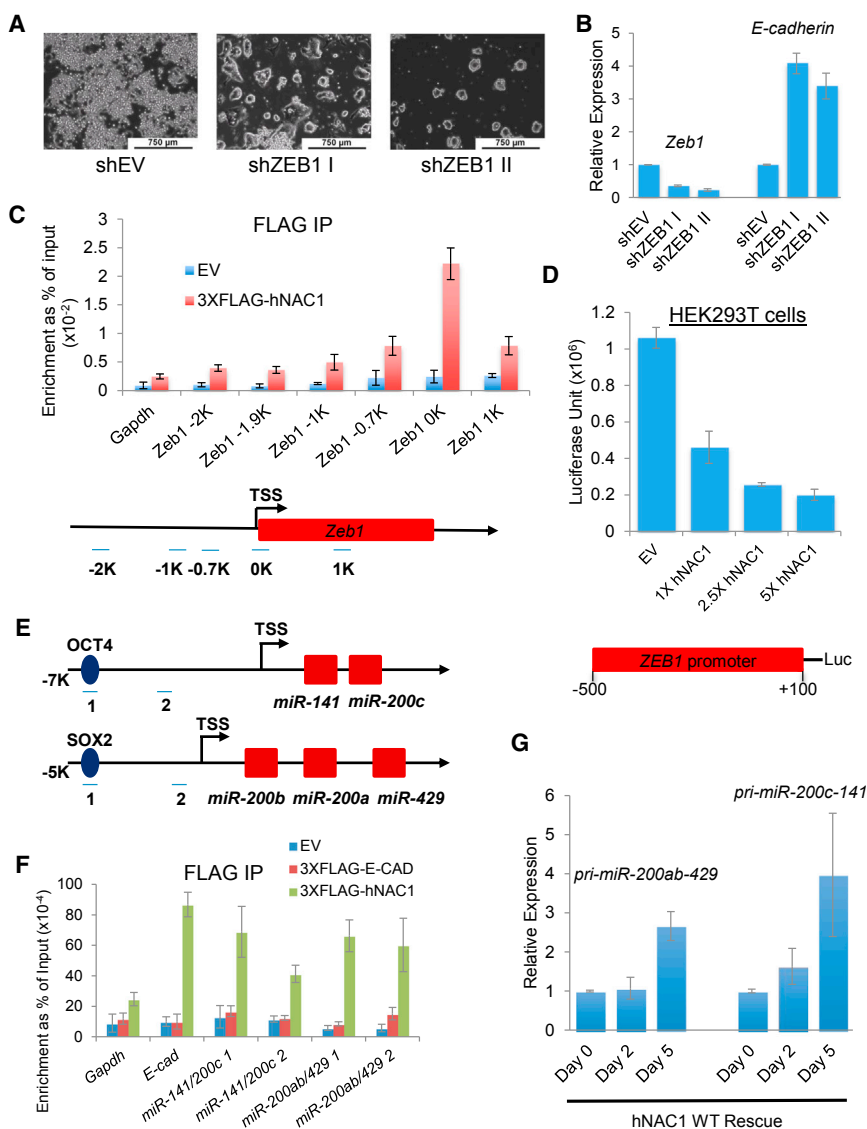 A
750 µm
750 µm
750 µm
shEV
shZEB1 I
shZEB1 II
B
E-cadherin
Zeb1
Relative Expression
5
4
3
2
1
0
shEV
shZEB1 I
shZEB1 II
shEV
shZEB1 I
shZEB1 II
C
FLAG IP
EV
3XFLAG-hNAC1
Enrichment as % of input
(x10-2)
3
2.5
2
1.5
1
0.5
0
Gapdh
Zeb1 -2K
Zeb1 -1.9K
Zeb1 -1K
Zeb1 -0.7K
Zeb1 0K
Zeb1 1K
TSS
Zeb1
-2K
-1K
-0.7K
0K
1K
D
HEK293T cells
Luciferase Unit (x10⁶)
1.2
1
0.8
0.6
0.4
0.2
0
EV
1X hNAC1
2.5X hNAC1
5X hNAC1
ZEB1 promoter
Luc
-500
+100
E
OCT4
TSS
-7K
1
2
miR-141
miR-200c
SOX2
TSS
-5K
1
2
miR-200b
miR-200a
miR-429
F
FLAG IP
EV
3XFLAG-E-CAD
3XFLAG-hNAC1
Enrichment as % of Input (x10⁻⁴)
100
80
60
40
20
0
Gapdh
E-cad
miR-141/200c 1
miR-141/200c 2
miR-200ab/429 1
miR-200ab/429 2
G
pri-miR-200c-141
pri-miR-200ab-429
Relative Expression
6
5
4
3
2
1
0
Day 0
Day 2
Day 5
Day 0
Day 2
Day 5
hNAC1 WT Rescue